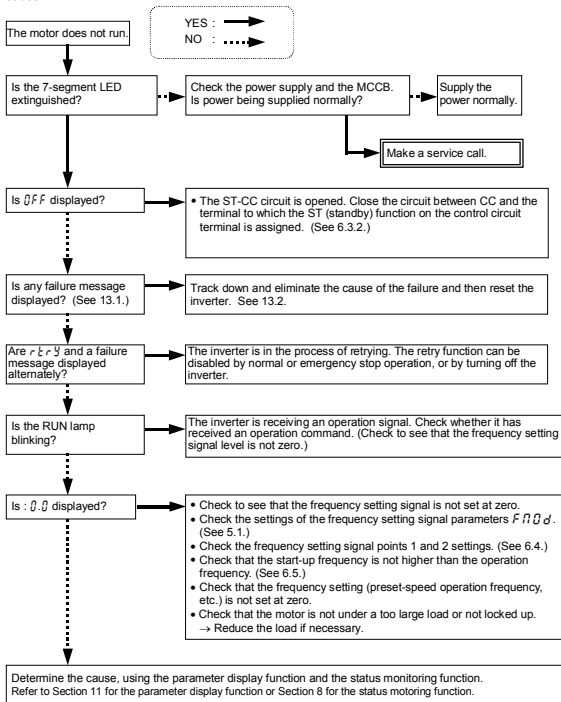 YES :
NO :
The motor does not run.
Is the 7-segment LED
extinguished?
Check the power supply and the MCCB.
Is power being supplied normally?
Supply the
power normally.
Make a service call.
Is OFF displayed?
• The ST-CC circuit is opened. Close the circuit between CC and the
terminal to which the ST (standby) function on the control circuit
terminal is assigned. (See 6.3.2.)
Is any failure message
displayed? (See 13.1.)
Track down and eliminate the cause of the failure and then reset the
inverter. See 13.2.
Are rtry and a failure
message displayed
alternately?
The inverter is in the process of retrying. The retry function can be
disabled by normal or emergency stop operation, or by turning off the
inverter.
Is the RUN lamp
blinking?
The inverter is receiving an operation signal. Check whether it has
received an operation command. (Check to see that the frequency setting
signal level is not zero.)
Is : 0.0 displayed?
• Check to see that the frequency setting signal is not set at zero.
• Check the settings of the frequency setting signal parameters FMOd.
(See 5.1.)
• Check the frequency setting signal points 1 and 2 settings. (See 6.4.)
• Check that the start-up frequency is not higher than the operation
frequency. (See 6.5.)
• Check that the frequency setting (preset-speed operation frequency,
etc.) is not set at zero.
• Check that the motor is not under a too large load or not locked up.
→ Reduce the load if necessary.
Determine the cause, using the parameter display function and the status monitoring function.
Refer to Section 11 for the parameter display function or Section 8 for the status motoring function.